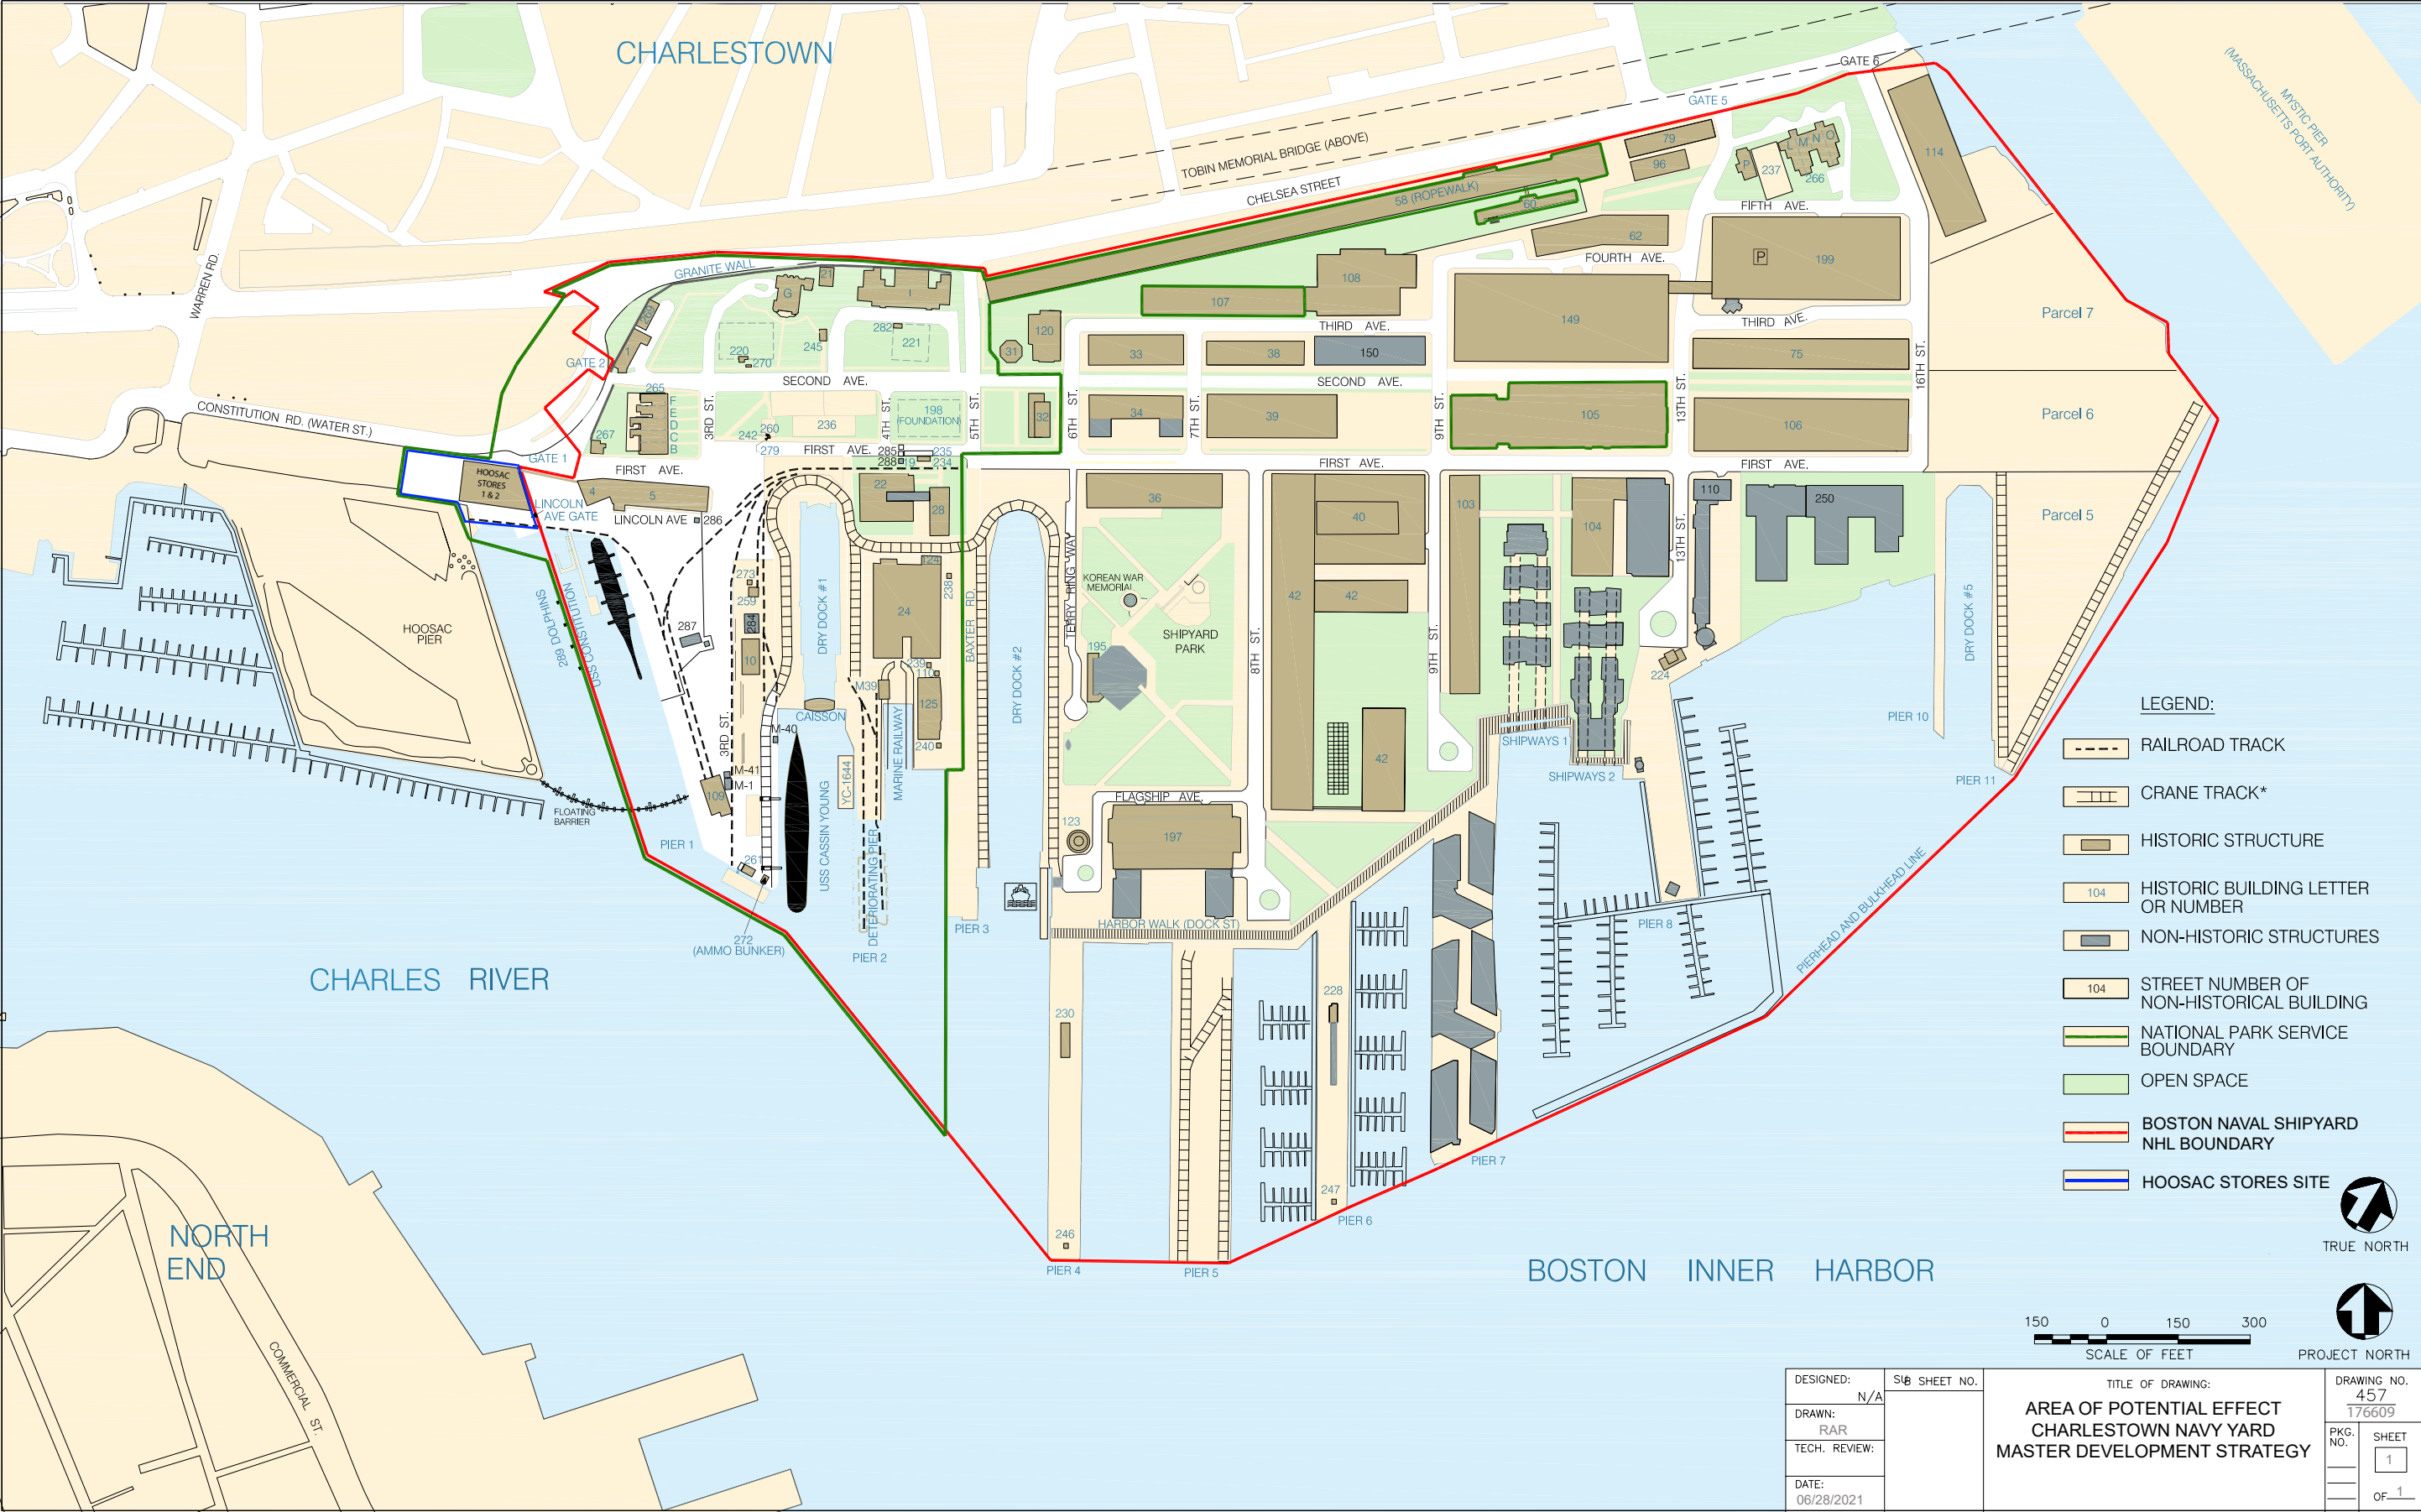 CHARLESTOWN
GATE 6
MYSTIC PIER
(MASSACHUSETTS PORT AUTHORITY)
GATE 5
TOBIN MEMORIAL BRIDGE (ABOVE)
CHELSEA STREET
58 (ROPEWALK)
60
79
96
P
237
L M N O
266
114
FIFTH AVE.
62
FOURTH AVE.
P
199
WARREN RD.
GRANITE WALL
G
21
I
269
1
107
108
149
THIRD AVE.
THIRD AVE.
Parcel 7
282
221
220
270
245
120
31
33
38
150
75
16TH ST.
GATE 2
SECOND AVE.
SECOND AVE.
265
F
E
D
C
B
267
3RD ST.
4TH ST.
5TH ST.
6TH ST.
7TH ST.
9TH ST.
13TH ST.
198
(FOUNDATION)
242
260
279
236
32
34
39
105
106
Parcel 6
CONSTITUTION RD. (WATER ST.)
GATE 1
FIRST AVE.
FIRST AVE.
285
288
19
235
234
FIRST AVE.
FIRST AVE.
HOOSAC
STORES
1 & 2
LINCOLN
AVE GATE
4
5
LINCOLN AVE
286
22
28
36
40
42
42
42
42
103
104
13TH ST.
110
250
Parcel 5
HOOSAC
PIER
289 DOLPHINS
USS CONSTITUTION
287
273
259
284
10
DRY DOCK #1
124
24
238
BAXTER RD.
DRY DOCK #2
TERRY RING WAY
KOREAN WAR
MEMORIAL
SHIPYARD
PARK
195
8TH ST.
9TH ST.
224
DRY DOCK #5
239
110
M39
125
240
CAISSON
M-40
3RD ST.
M-41
M-1
109
YC-1644
MARINE RAILWAY
USS CASSIN YOUNG
DETERIORATING PIER
SHIPWAYS 1
SHIPWAYS 2
PIER 10
PIER 11
FLOATING
BARRIER
PIER 1
261
272
(AMMO BUNKER)
PIER 2
PIER 3
123
FLAGSHIP AVE.
197
HARBOR WALK (DOCK ST)
PIER 8
PIERHEAD AND BULKHEAD LINE
CHARLES RIVER
230
246
228
247
PIER 4
PIER 5
PIER 6
PIER 7
NORTH
END
COMMERCIAL ST.
BOSTON INNER HARBOR
LEGEND:
RAILROAD TRACK
CRANE TRACK*
HISTORIC STRUCTURE
104
HISTORIC BUILDING LETTER
OR NUMBER
NON-HISTORIC STRUCTURES
104
STREET NUMBER OF
NON-HISTORICAL BUILDING
NATIONAL PARK SERVICE
BOUNDARY
OPEN SPACE
BOSTON NAVAL SHIPYARD
NHL BOUNDARY
HOOSAC STORES SITE
TRUE NORTH
150 0 150 300
SCALE OF FEET
PROJECT NORTH
DESIGNED:
N/A
DRAWN:
RAR
TECH. REVIEW:
DATE:
06/28/2021
SUB SHEET NO.
TITLE OF DRAWING:
AREA OF POTENTIAL EFFECT
CHARLESTOWN NAVY YARD
MASTER DEVELOPMENT STRATEGY
DRAWING NO.
457
176609
PKG.
NO.
SHEET
1
OF 1